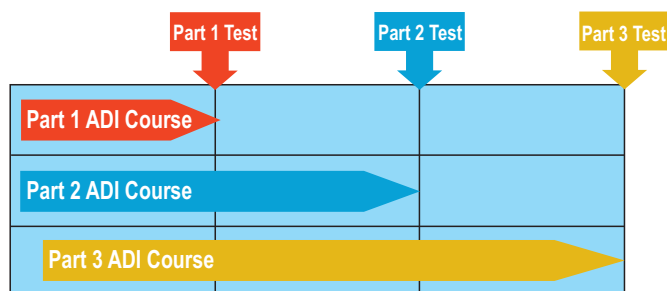 Part 1 Test
Part 2 Test
Part 3 Test
Part 1 ADI Course
Part 2 ADI Course
Part 3 ADI Course